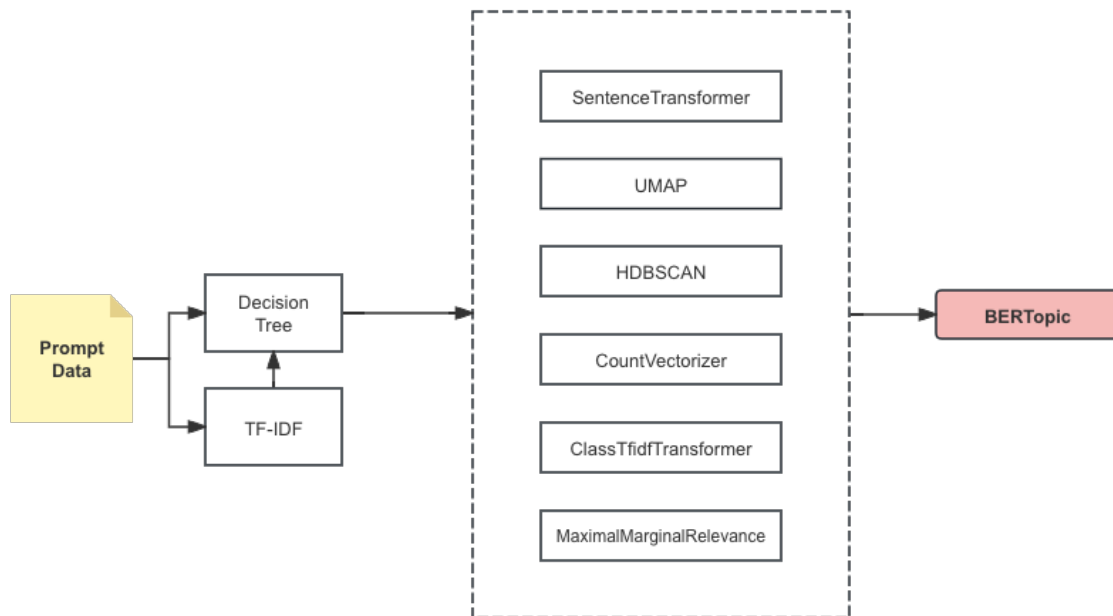 Prompt
Data
Decision
Tree
TF-IDF
SentenceTransformer
UMAP
HDBSCAN
CountVectorizer
ClassTfidfTransformer
MaximalMarginalRelevance
BERTopic